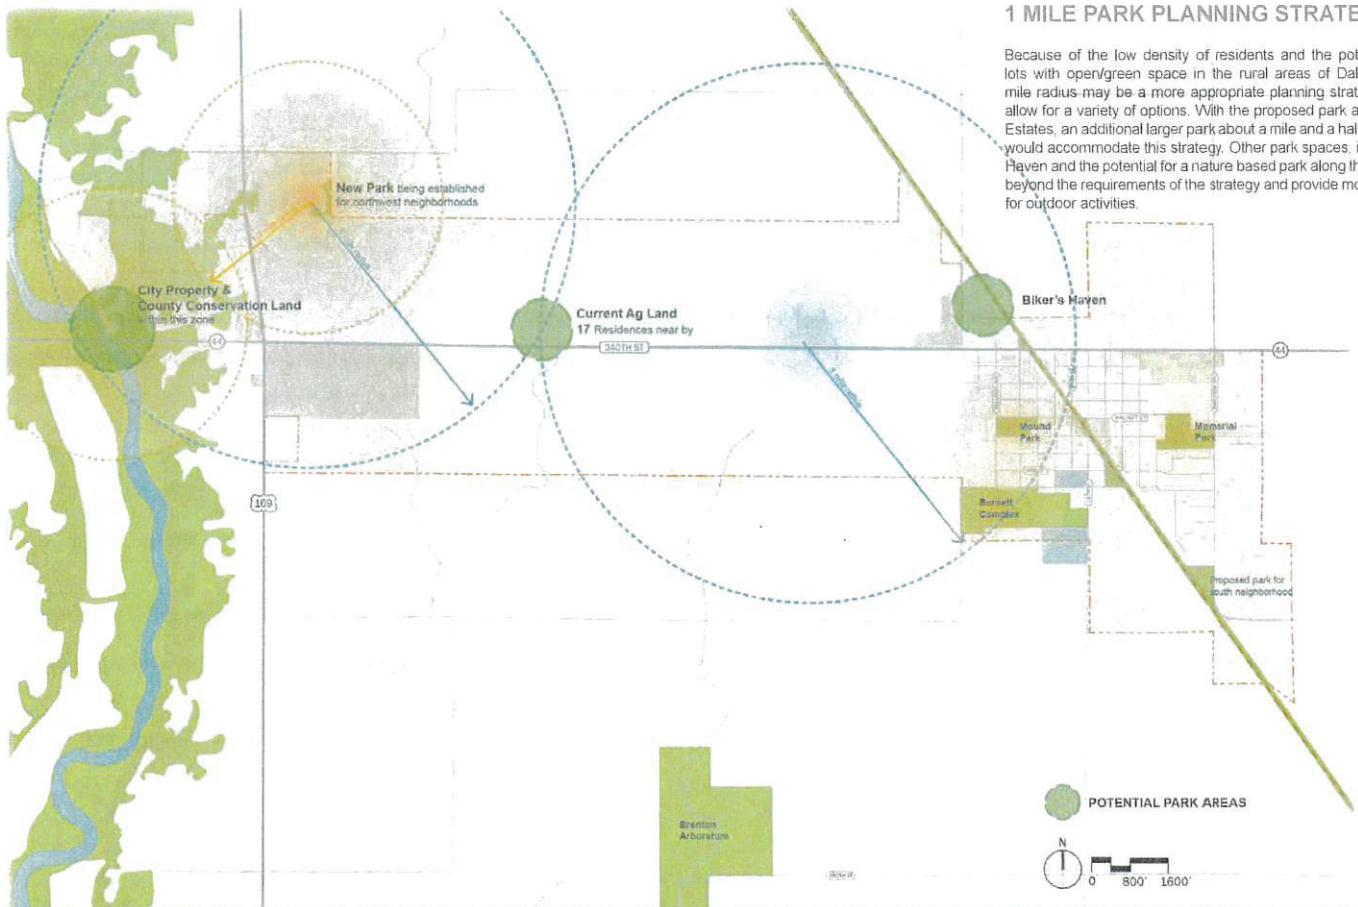 1 MILE PARK PLANNING STRATE
Because of the low density of residents and the pot
lots with open/green space in the rural areas of Dal
mile radius may be a more appropriate planning strat
allow for a variety of options. With the proposed park a
Estates, an additional larger park about a mile and a hal
would accommodate this strategy. Other park spaces, i
Haven and the potential for a nature based park along th
beyond the requirements of the strategy and provide mo
for outdoor activities.
New Park being established
for northwest neighborhoods
City Property &
County Conservation Land
within this zone
Current Ag Land
17 Residences near by
Biker's Haven
44
240TH ST
44
1 mile radius
Mound
Park
Memorial
Park
WALNUT ST
169
Burnett
Complex
Proposed park for
south neighborhood
Brenton
Arboretum
POTENTIAL PARK AREAS
N
0 800' 1600'